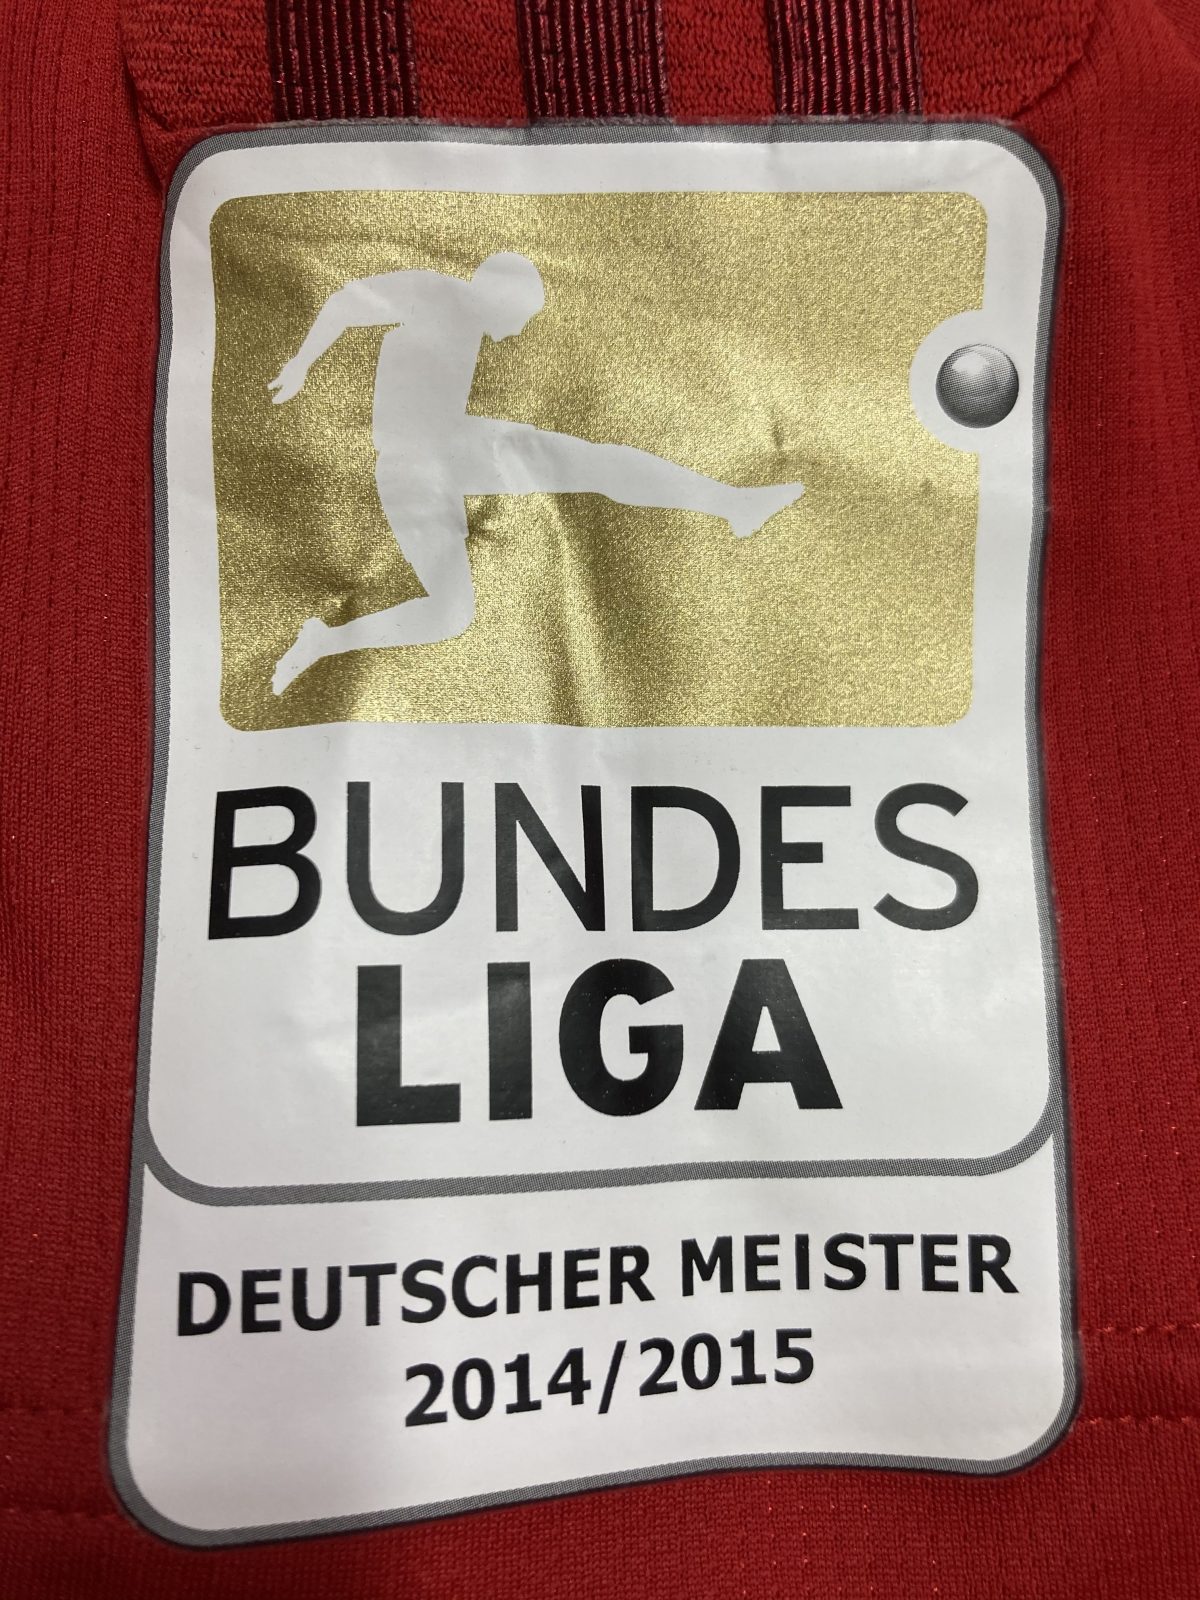 BUNDES
LIGA
DEUTSCHER MEISTER
2014/2015